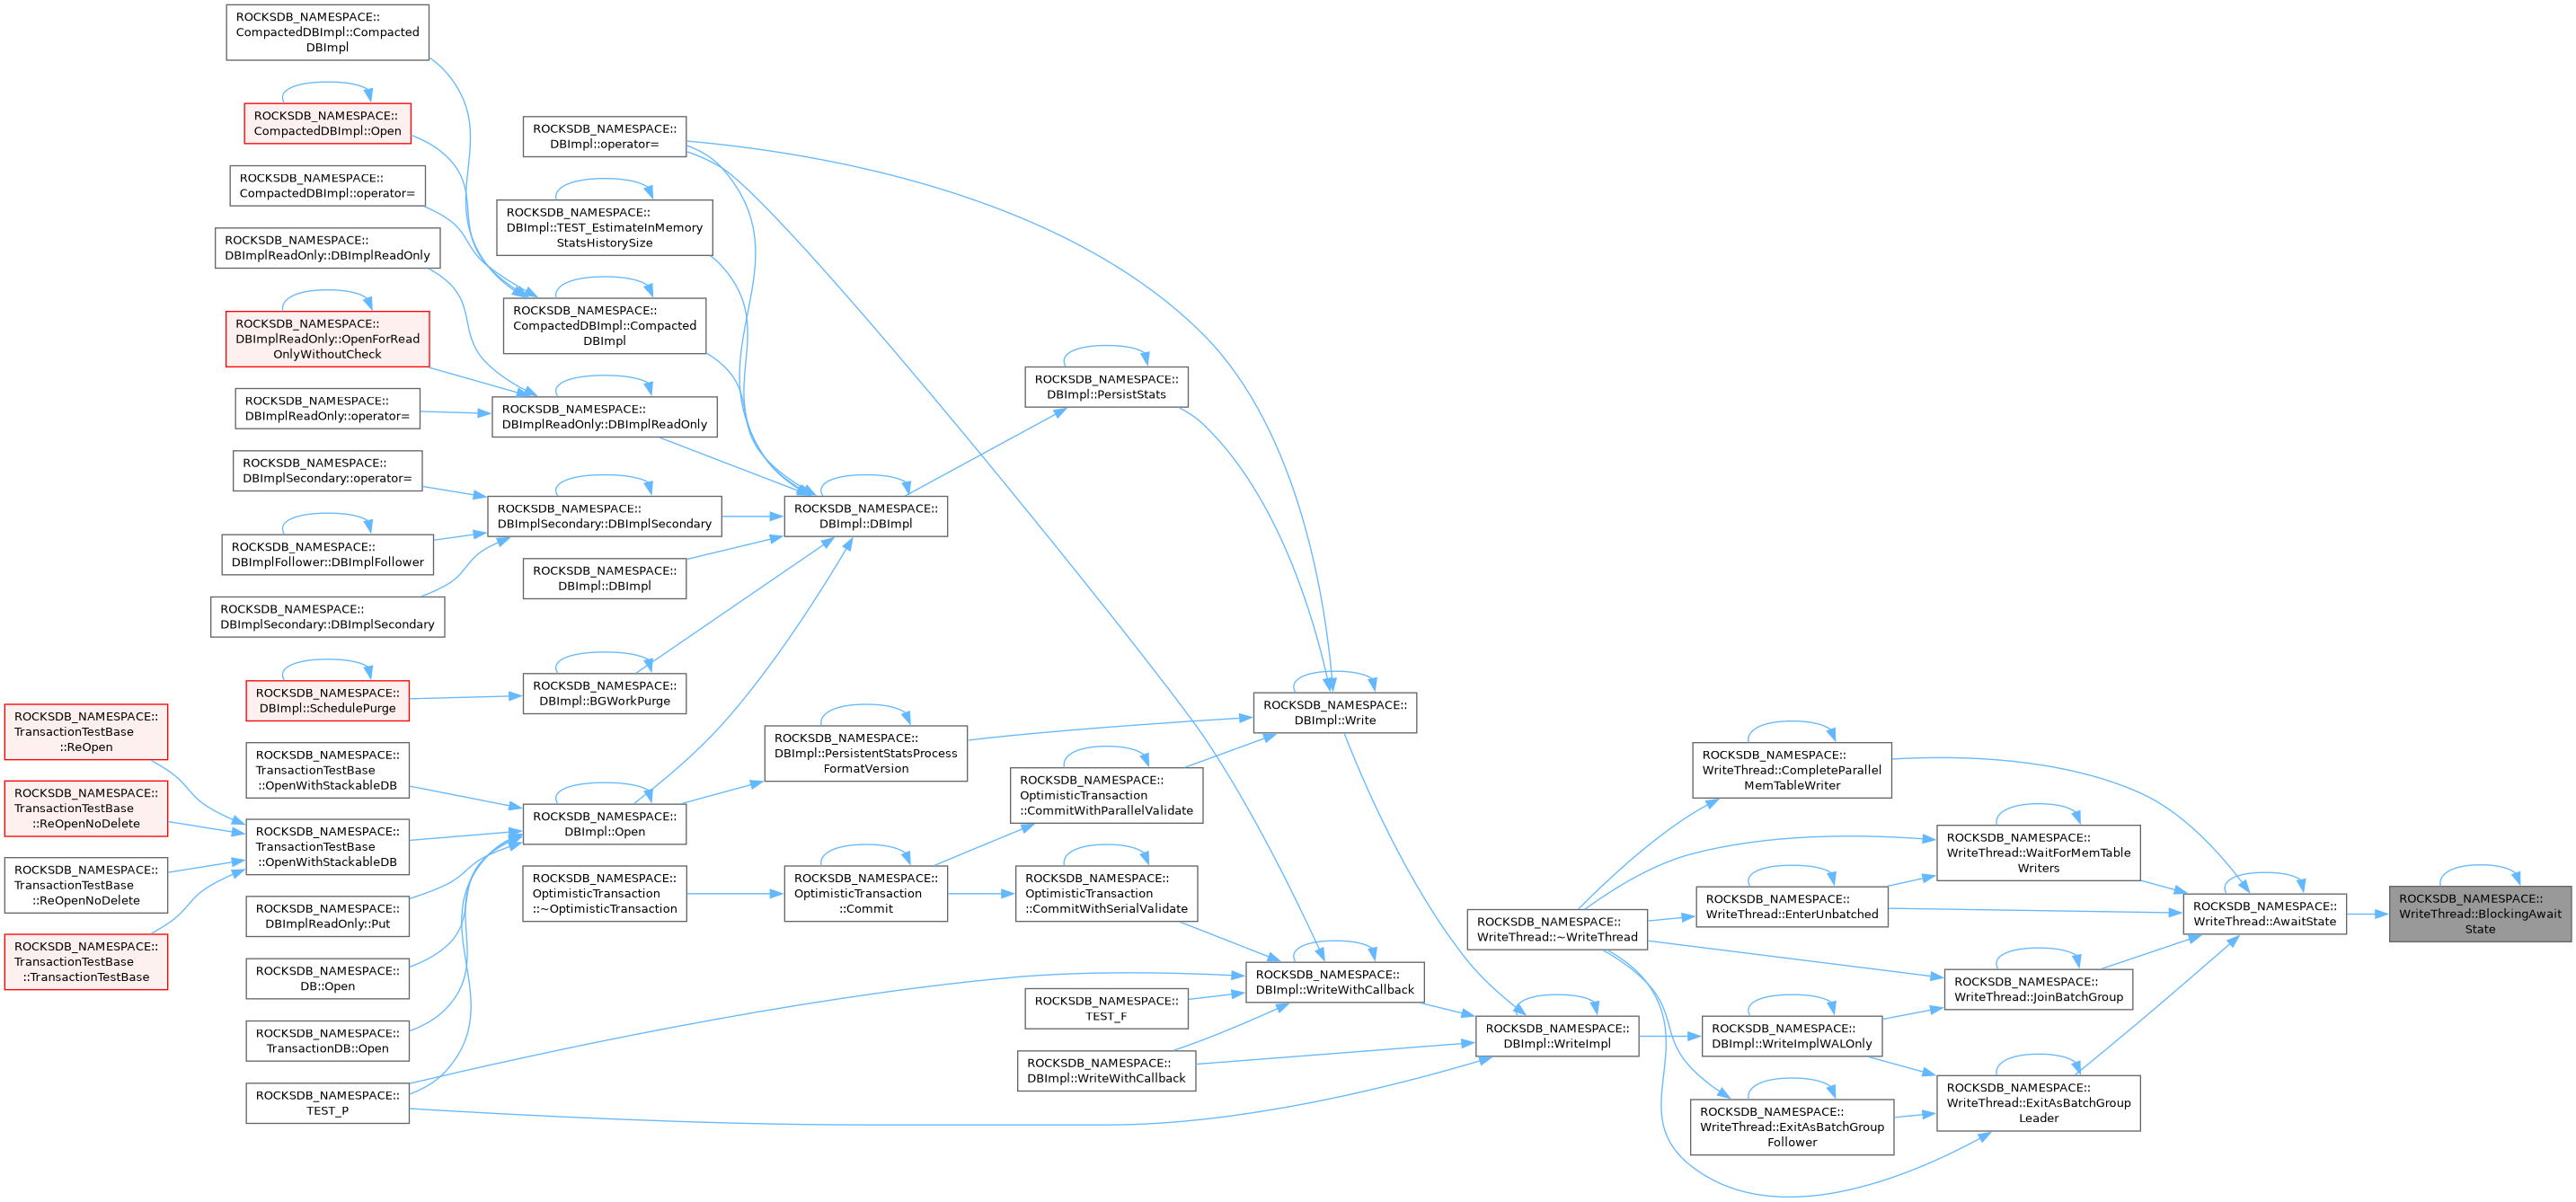 ROCKSDB_NAMESPACE::
CompactedDBImpl::Compacted
DBImpl
ROCKSDB_NAMESPACE::
CompactedDBImpl::Open
ROCKSDB_NAMESPACE::
CompactedDBImpl::operator=
ROCKSDB_NAMESPACE::
DBImplReadOnly::DBImplReadOnly
ROCKSDB_NAMESPACE::
DBImplReadOnly::OpenForRead
OnlyWithoutCheck
ROCKSDB_NAMESPACE::
DBImplReadOnly::operator=
ROCKSDB_NAMESPACE::
DBImplSecondary::operator=
ROCKSDB_NAMESPACE::
DBImplFollower::DBImplFollower
ROCKSDB_NAMESPACE::
DBImplSecondary::DBImplSecondary
ROCKSDB_NAMESPACE::
DBImpl::SchedulePurge
ROCKSDB_NAMESPACE::
TransactionTestBase
::ReOpen
ROCKSDB_NAMESPACE::
TransactionTestBase
::ReOpenNoDelete
ROCKSDB_NAMESPACE::
TransactionTestBase
::ReOpenNoDelete
ROCKSDB_NAMESPACE::
TransactionTestBase
::TransactionTestBase
ROCKSDB_NAMESPACE::
TransactionTestBase
::OpenWithStackableDB
ROCKSDB_NAMESPACE::
TransactionTestBase
::OpenWithStackableDB
ROCKSDB_NAMESPACE::
DBImplReadOnly::Put
ROCKSDB_NAMESPACE::
DB::Open
ROCKSDB_NAMESPACE::
TransactionDB::Open
ROCKSDB_NAMESPACE::
TEST_P
ROCKSDB_NAMESPACE::
DBImpl::operator=
ROCKSDB_NAMESPACE::
DBImpl::TEST_EstimateInMemory
StatsHistorySize
ROCKSDB_NAMESPACE::
CompactedDBImpl::Compacted
DBImpl
ROCKSDB_NAMESPACE::
DBImplReadOnly::DBImplReadOnly
ROCKSDB_NAMESPACE::
DBImplSecondary::DBImplSecondary
ROCKSDB_NAMESPACE::
DBImpl::DBImpl
ROCKSDB_NAMESPACE::
DBImpl::BGWorkPurge
ROCKSDB_NAMESPACE::
DBImpl::Open
ROCKSDB_NAMESPACE::
OptimisticTransaction
::~OptimisticTransaction
ROCKSDB_NAMESPACE::
DBImpl::DBImpl
ROCKSDB_NAMESPACE::
DBImpl::PersistentStatsProcess
FormatVersion
ROCKSDB_NAMESPACE::
OptimisticTransaction
::Commit
ROCKSDB_NAMESPACE::
DBImpl::PersistStats
ROCKSDB_NAMESPACE::
OptimisticTransaction
::CommitWithParallelValidate
ROCKSDB_NAMESPACE::
OptimisticTransaction
::CommitWithSerialValidate
ROCKSDB_NAMESPACE::
TEST_F
ROCKSDB_NAMESPACE::
DBImpl::WriteWithCallback
ROCKSDB_NAMESPACE::
DBImpl::Write
ROCKSDB_NAMESPACE::
DBImpl::WriteWithCallback
ROCKSDB_NAMESPACE::
WriteThread::~WriteThread
ROCKSDB_NAMESPACE::
DBImpl::WriteImpl
ROCKSDB_NAMESPACE::
WriteThread::CompleteParallel
MemTableWriter
ROCKSDB_NAMESPACE::
WriteThread::EnterUnbatched
ROCKSDB_NAMESPACE::
DBImpl::WriteImplWALOnly
ROCKSDB_NAMESPACE::
WriteThread::ExitAsBatchGroup
Follower
ROCKSDB_NAMESPACE::
WriteThread::WaitForMemTable
Writers
ROCKSDB_NAMESPACE::
WriteThread::JoinBatchGroup
ROCKSDB_NAMESPACE::
WriteThread::ExitAsBatchGroup
Leader
ROCKSDB_NAMESPACE::
WriteThread::AwaitState
ROCKSDB_NAMESPACE::
WriteThread::BlockingAwait
State